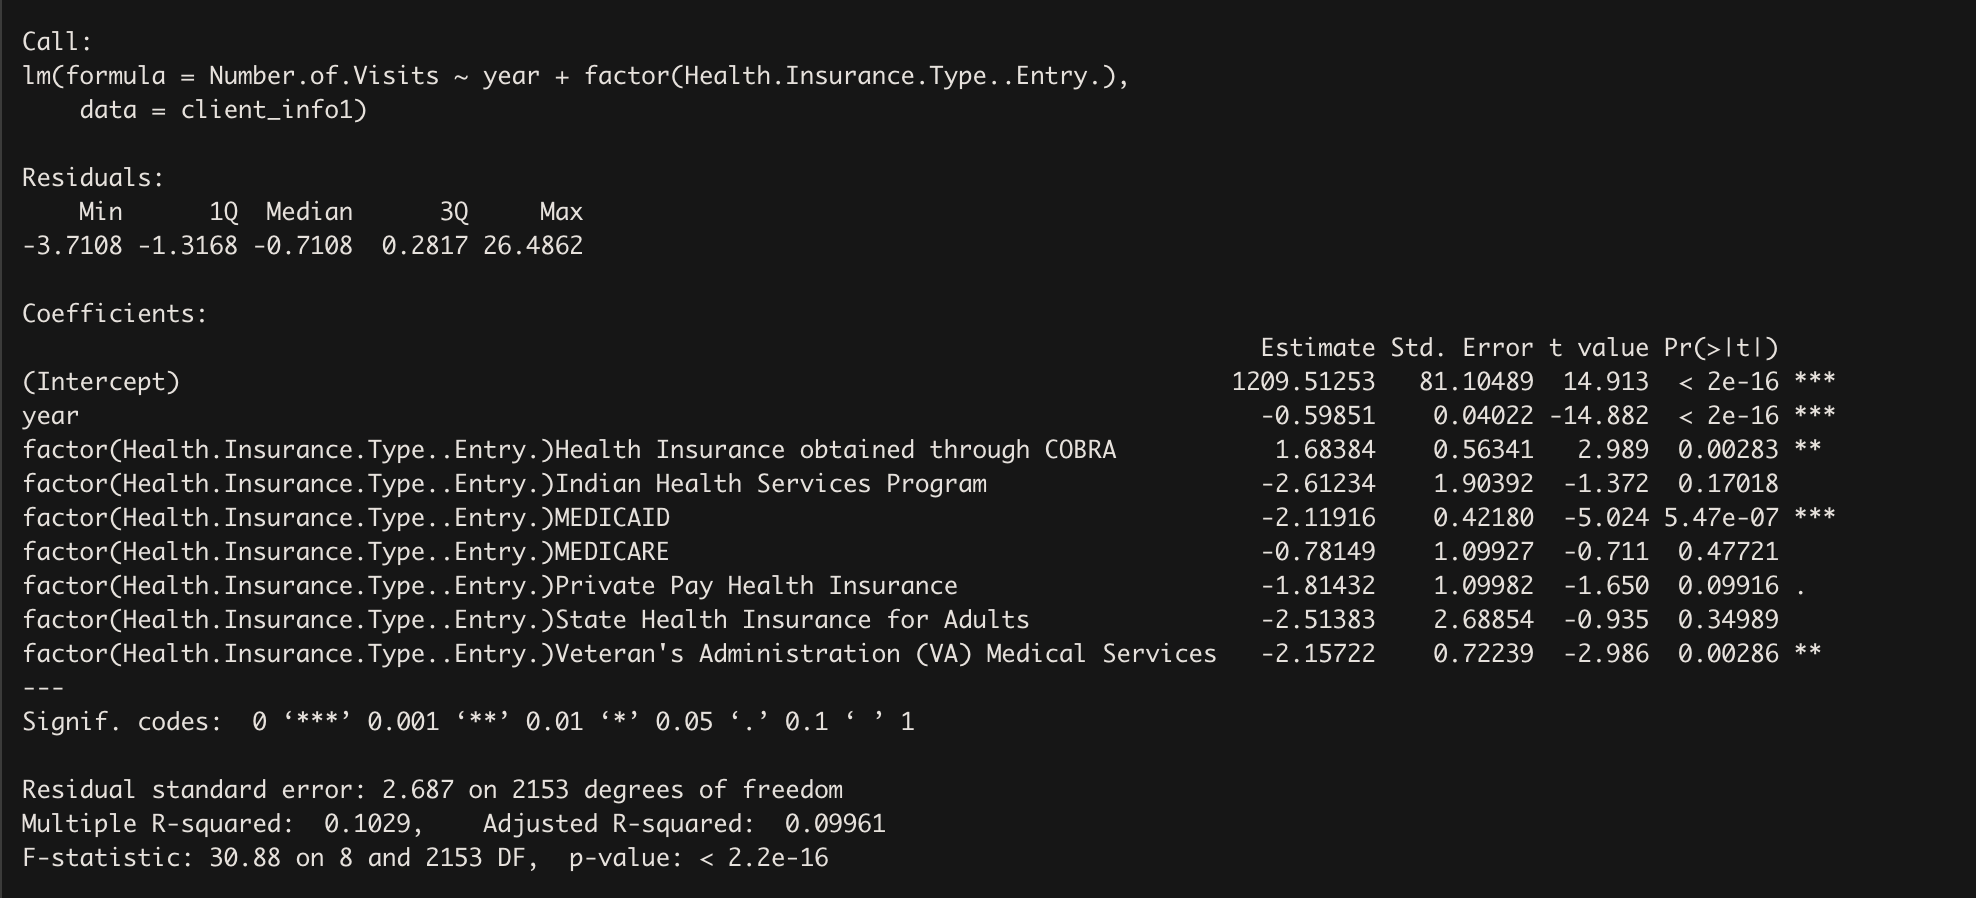 Call:
lm(formula = Number.of.Visits ~ year + factor(Health.Insurance.Type..Entry.),
    data = client_info1)

Residuals:
    Min      1Q  Median      3Q     Max
-3.7108 -1.3168 -0.7108  0.2817 26.4862

Coefficients:
                                                                                      Estimate Std. Error t value Pr(>|t|)
(Intercept)                                                                         1209.51253   81.10489  14.913  < 2e-16 ***
year                                                                                  -0.59851    0.04022 -14.882  < 2e-16 ***
factor(Health.Insurance.Type..Entry.)Health Insurance obtained through COBRA           1.68384    0.56341   2.989  0.00283 **
factor(Health.Insurance.Type..Entry.)Indian Health Services Program                   -2.61234    1.90392  -1.372  0.17018
factor(Health.Insurance.Type..Entry.)MEDICAID                                         -2.11916    0.42180  -5.024 5.47e-07 ***
factor(Health.Insurance.Type..Entry.)MEDICARE                                         -0.78149    1.09927  -0.711  0.47721
factor(Health.Insurance.Type..Entry.)Private Pay Health Insurance                     -1.81432    1.09982  -1.650  0.09916 .
factor(Health.Insurance.Type..Entry.)State Health Insurance for Adults                -2.51383    2.68854  -0.935  0.34989
factor(Health.Insurance.Type..Entry.)Veteran's Administration (VA) Medical Services   -2.15722    0.72239  -2.986  0.00286 **
---
Signif. codes:  0 ‘***’ 0.001 ‘**’ 0.01 ‘*’ 0.05 ‘.’ 0.1 ‘ ’ 1

Residual standard error: 2.687 on 2153 degrees of freedom
Multiple R-squared:  0.1029,    Adjusted R-squared:  0.09961
F-statistic: 30.88 on 8 and 2153 DF,  p-value: < 2.2e-16